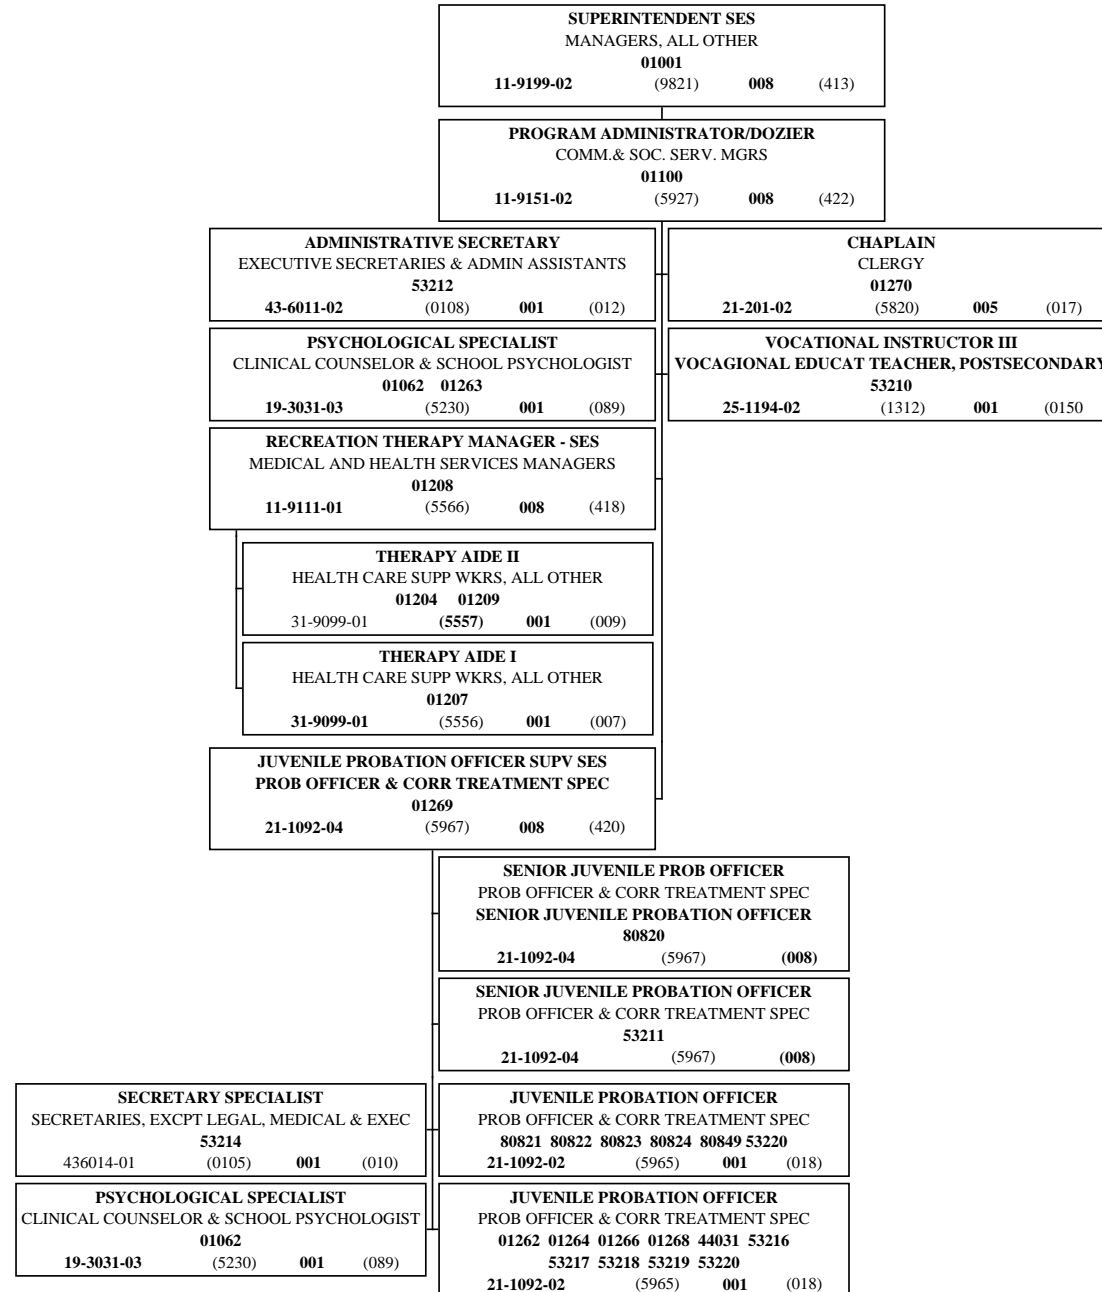 SUPERINTENDENT SES
MANAGERS, ALL OTHER
01001
11-9199-02 (9821) 008 (413)
PROGRAM ADMINISTRATOR/DOZIER
COMM.& SOC. SERV. MGRS
01100
11-9151-02 (5927) 008 (422)
ADMINISTRATIVE SECRETARY
EXECUTIVE SECRETARIES & ADMIN ASSISTANTS
53212
43-6011-02 (0108) 001 (012)
CHAPLAIN
CLERGY
01270
21-201-02 (5820) 005 (017)
PSYCHOLOGICAL SPECIALIST
CLINICAL COUNSELOR & SCHOOL PSYCHOLOGIST
01062 01263
19-3031-03 (5230) 001 (089)
VOCATIONAL INSTRUCTOR III
VOCAGIONAL EDUCAT TEACHER, POSTSECONDARY
53210
25-1194-02 (1312) 001 (0150
RECREATION THERAPY MANAGER - SES
MEDICAL AND HEALTH SERVICES MANAGERS
01208
11-9111-01 (5566) 008 (418)
THERAPY AIDE II
HEALTH CARE SUPP WKRS, ALL OTHER
01204 01209
31-9099-01 (5557) 001 (009)
THERAPY AIDE I
HEALTH CARE SUPP WKRS, ALL OTHER
01207
31-9099-01 (5556) 001 (007)
JUVENILE PROBATION OFFICER SUPV SES
PROB OFFICER & CORR TREATMENT SPEC
01269
21-1092-04 (5967) 008 (420)
SENIOR JUVENILE PROB OFFICER
PROB OFFICER & CORR TREATMENT SPEC
SENIOR JUVENILE PROBATION OFFICER
80820
21-1092-04 (5967) (008)
SENIOR JUVENILE PROBATION OFFICER
PROB OFFICER & CORR TREATMENT SPEC
53211
21-1092-04 (5967) (008)
SECRETARY SPECIALIST
SECRETARIES, EXCPT LEGAL, MEDICAL & EXEC
53214
436014-01 (0105) 001 (010)
JUVENILE PROBATION OFFICER
PROB OFFICER & CORR TREATMENT SPEC
80821 80822 80823 80824 80849 53220
21-1092-02 (5965) 001 (018)
PSYCHOLOGICAL SPECIALIST
CLINICAL COUNSELOR & SCHOOL PSYCHOLOGIST
01062
19-3031-03 (5230) 001 (089)
JUVENILE PROBATION OFFICER
PROB OFFICER & CORR TREATMENT SPEC
01262 01264 01266 01268 44031 53216
53217 53218 53219 53220
21-1092-02 (5965) 001 (018)